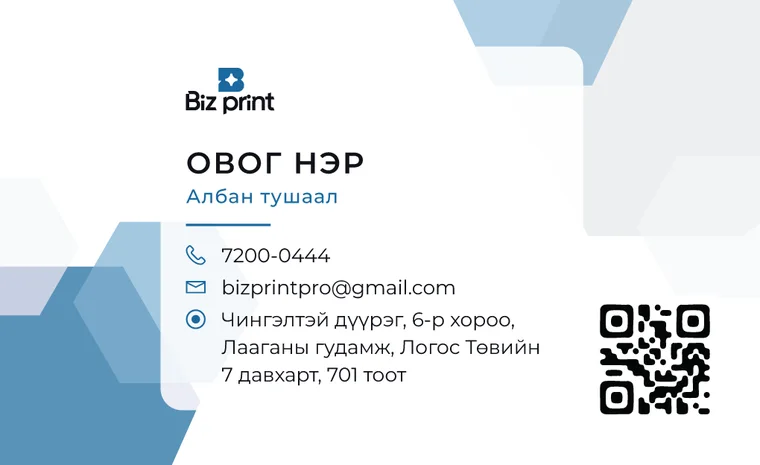 Biz print
ОВОГ НЭР
Албан тушаал
7200-0444
bizprintpro@gmail.com
Чингэлтэй дүүрэг, 6-р хороо,
Лааганы гудамж, Логос Төвийн
7 давхарт, 701 тоот